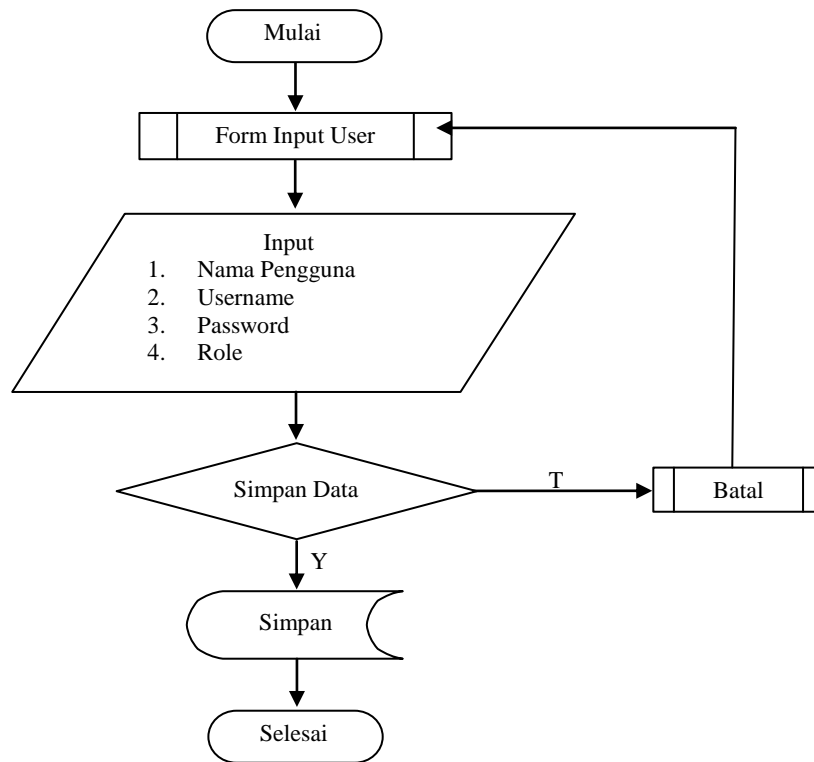 Mulai
Form Input User
Input
1. Nama Pengguna
2. Username
3. Password
4. Role
Simpan Data
T
Batal
Y
Simpan
Selesai